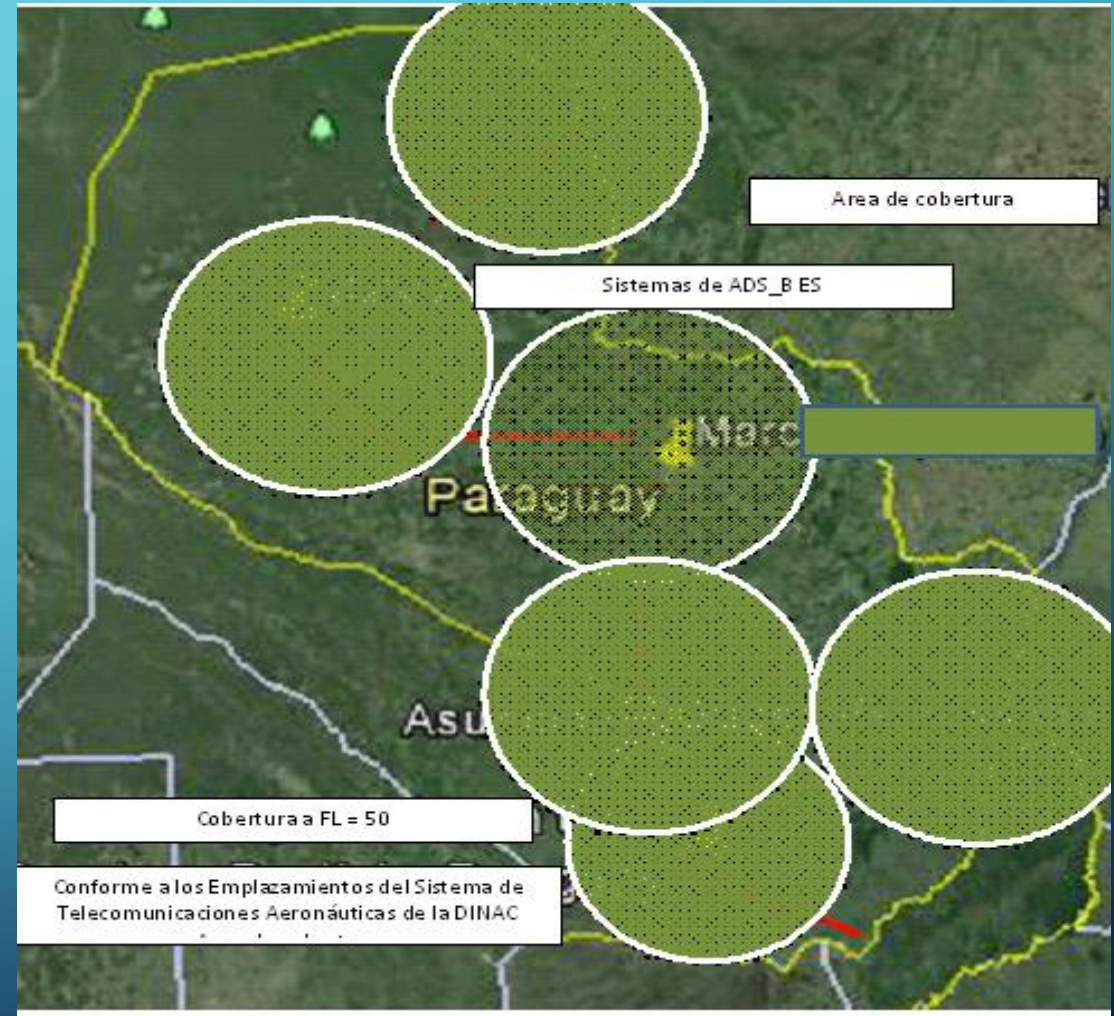 Area de cobertura
Sistemas de ADS_B ES
Marc
Paraguay
Asu
Cobertura a FL = 50
Conforme a los Emplazamientos del Sistema de
Telecomunicaciones Aeronáuticas de la DINAC